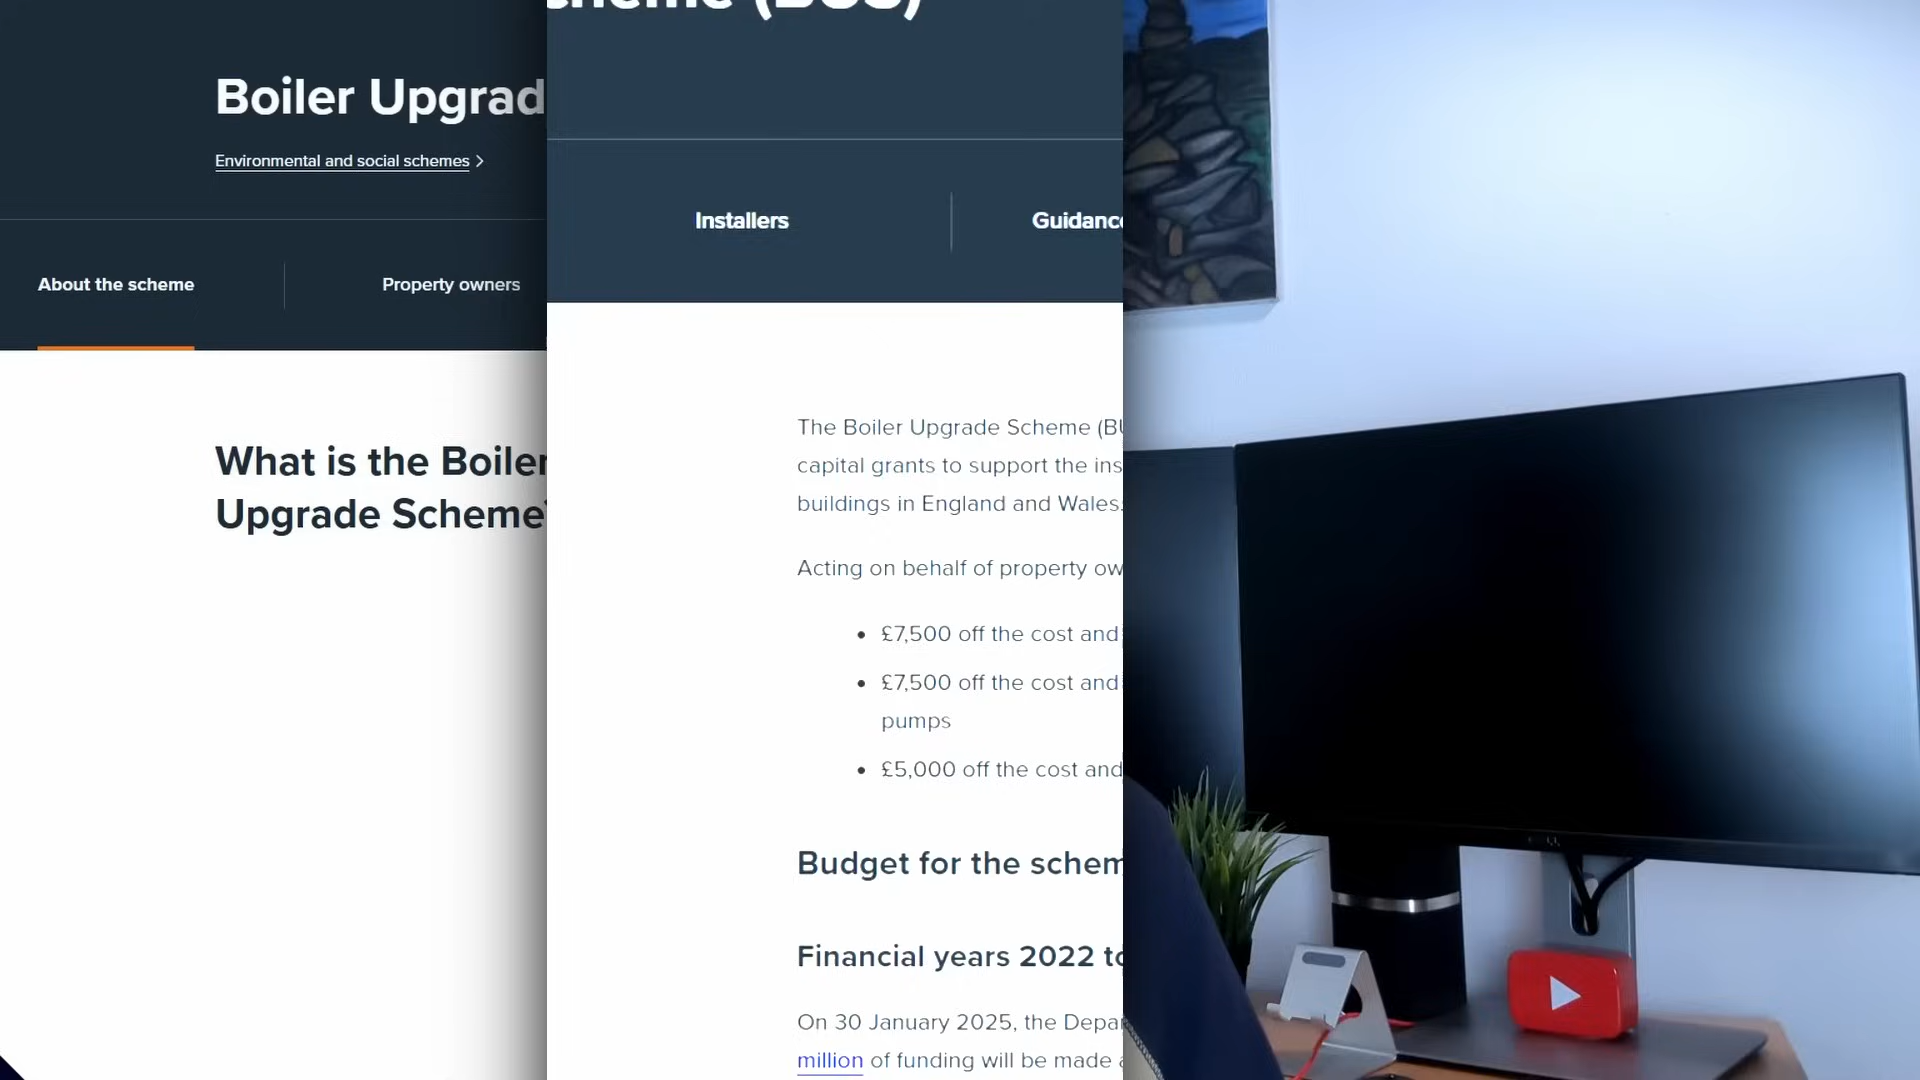 Boiler Upgrad
Environmental and social schemes >
About the scheme
Property owners
What is the Boiler
Upgrade Scheme
cheme (BUS)
Installers
Guidance
The Boiler Upgrade Scheme (BU
capital grants to support the ins
buildings in England and Wales.
Acting on behalf of property ow
• £7,500 off the cost and
• £7,500 off the cost and
pumps
• £5,000 off the cost and
Budget for the schem
Financial years 2022 to
On 30 January 2025, the Depar
million of funding will be made a